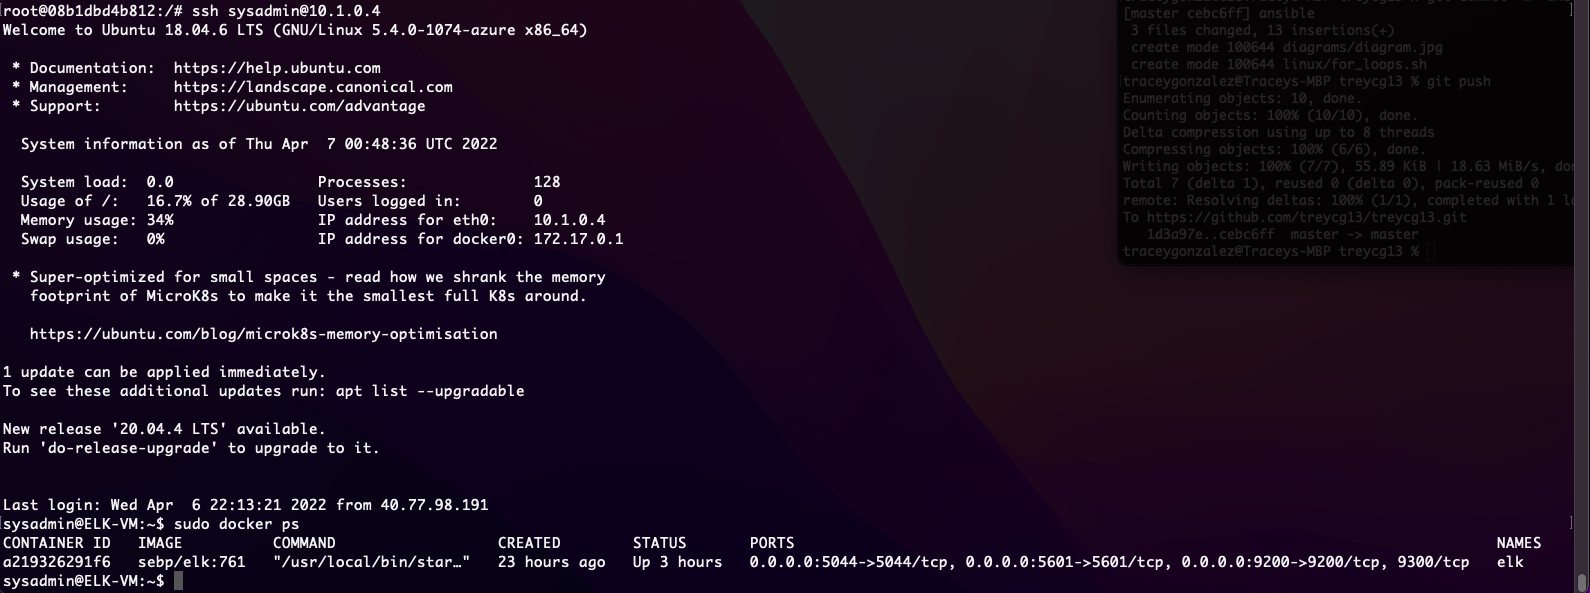 [root@08b1dbd4b812:/# ssh sysadmin@10.1.0.4 ]
Welcome to Ubuntu 18.04.6 LTS (GNU/Linux 5.4.0-1074-azure x86_64)
* Documentation: https://help.ubuntu.com
* Management: https://landscape.canonical.com
* Support: https://ubuntu.com/advantage
System information as of Thu Apr 7 00:48:36 UTC 2022
System load: 0.0 Processes: 128
Usage of /: 16.7% of 28.90GB Users logged in: 0
Memory usage: 34% IP address for eth0: 10.1.0.4
Swap usage: 0% IP address for docker0: 172.17.0.1
* Super-optimized for small spaces - read how we shrank the memory
footprint of MicroK8s to make it the smallest full K8s around.
https://ubuntu.com/blog/microk8s-memory-optimisation
1 update can be applied immediately.
To see these additional updates run: apt list --upgradable
New release '20.04.4 LTS' available.
Run 'do-release-upgrade' to upgrade to it.
Last login: Wed Apr 6 22:13:21 2022 from 40.77.98.191
[sysadmin@ELK-VM:~$ sudo docker ps ]
CONTAINER ID IMAGE COMMAND CREATED STATUS PORTS NAMES
a219326291f6 sebp/elk:761 "/usr/local/bin/star…" 23 hours ago Up 3 hours 0.0.0.0:5044->5044/tcp, 0.0.0.0:5601->5601/tcp, 0.0.0.0:9200->9200/tcp, 9300/tcp elk
sysadmin@ELK-VM:~$
[master cebc6ff] ansible
3 files changed, 13 insertions(+)
create mode 100644 diagrams/diagram.jpg
create mode 100644 linux/for_loops.sh
[traceygonzalez@Traceys-MBP treycg13 % git push
Enumerating objects: 10, done.
Counting objects: 100% (10/10), done.
Delta compression using up to 8 threads
Compressing objects: 100% (6/6), done.
Writing objects: 100% (7/7), 55.89 KiB | 18.63 MiB/s, don
Total 7 (delta 1), reused 0 (delta 0), pack-reused 0
remote: Resolving deltas: 100% (1/1), completed with 1 lo
To https://github.com/treycg13/treycg13.git
1d3a97e..cebc6ff master -> master
traceygonzalez@Traceys-MBP treycg13 %